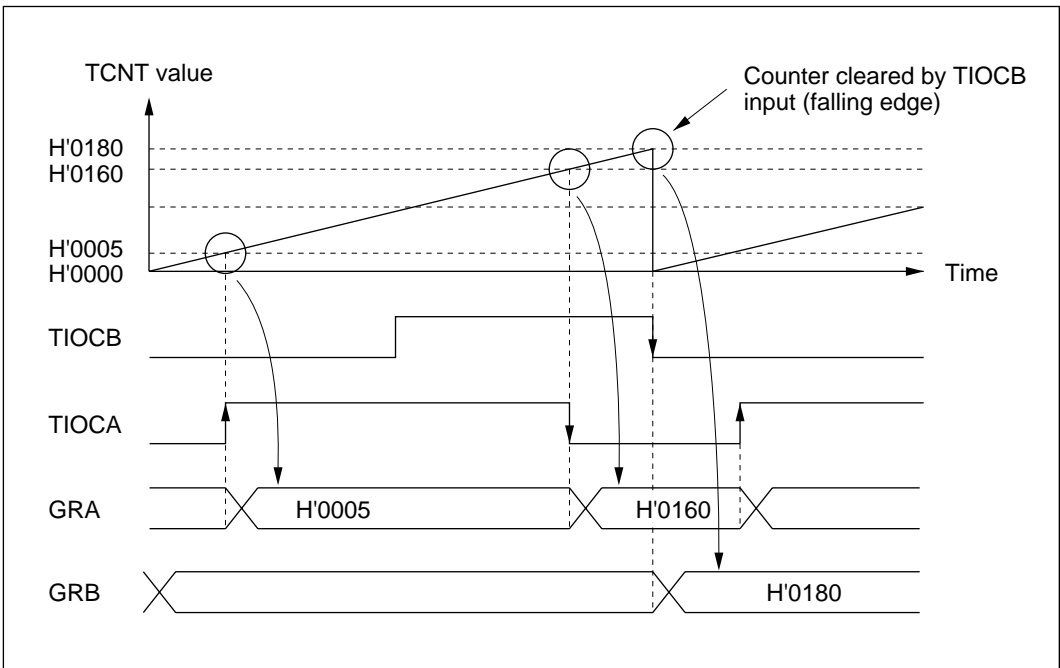 TCNT value
Counter cleared by TIOCB
input (falling edge)
H'0180
H'0160
H'0005
H'0000
Time
TIOCB
TIOCA
GRA
H'0005
H'0160
GRB
H'0180